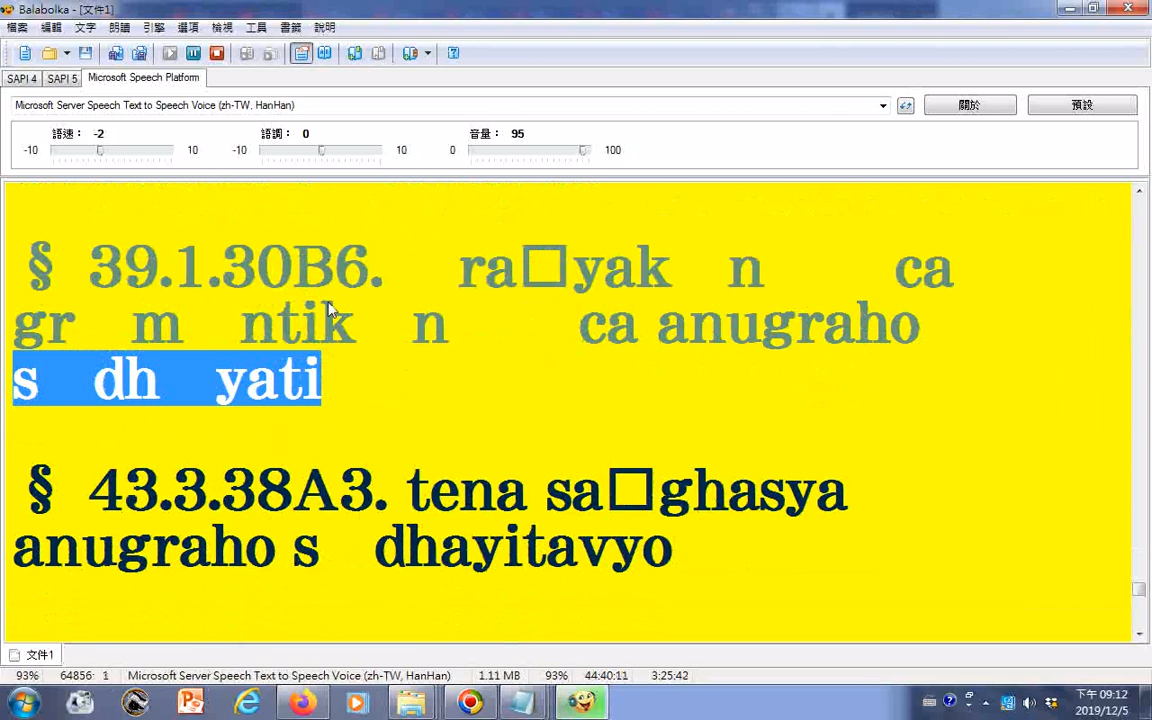 Balabolka - [文件1]
檔案 編輯 文字 朗讀 引擎 選項 檢視 工具 書籤 說明
SAPI 4 SAPI 5 Microsoft Speech Platform
Microsoft Server Speech Text to Speech Voice (zh-TW, HanHan) 關於 預設
語速： -2 語調： 0 音量： 95
-10 10 -10 10 0 100
§ 39.1.30B6. ra□yak n ca
gr m ntik n ca anugraho
s dh yati
§ 43.3.38A3. tena sa□ghasya
anugraho s dhayitavyo
文件1
93% 64856: 1 Microsoft Server Speech Text to Speech Voice (zh-TW, HanHan) 1.11 MB 93% 44:40:11 3:25:42
下午 09:12
2019/12/5